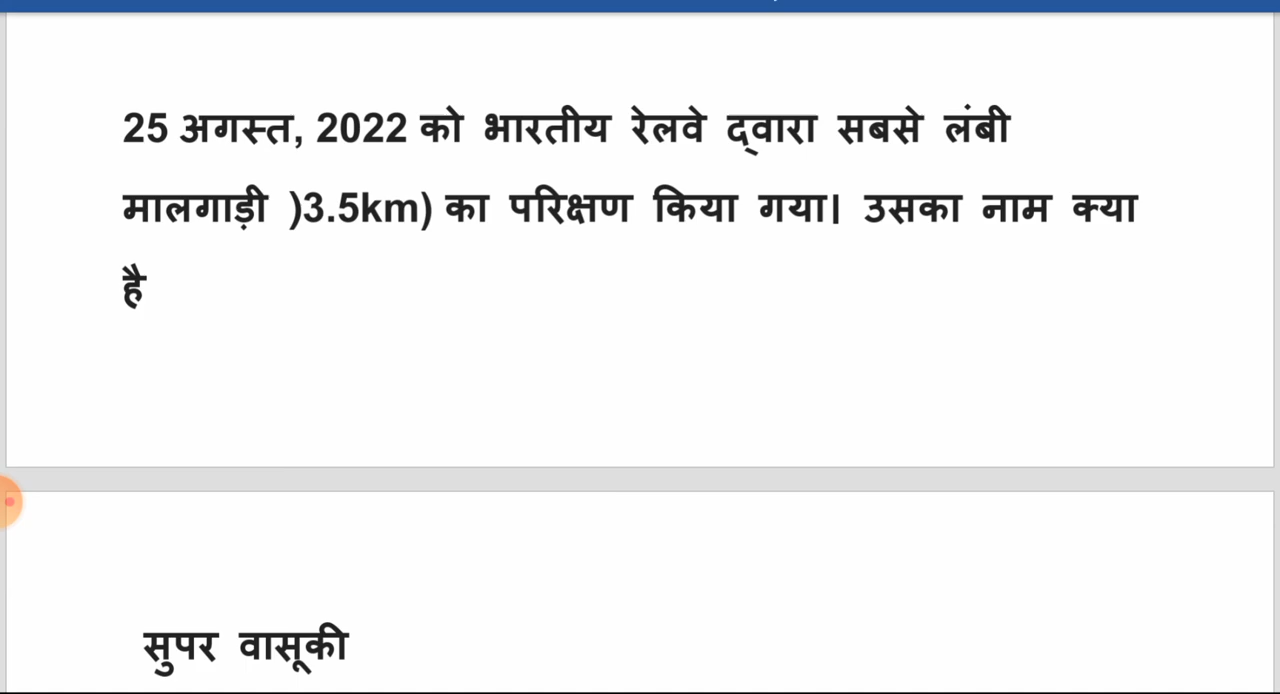 25 अगस्त, 2022 को भारतीय रेलवे द्वारा सबसे लंबी
मालगाड़ी )3.5km) का परिक्षण किया गया। उसका नाम क्या
है
सुपर वासूकी